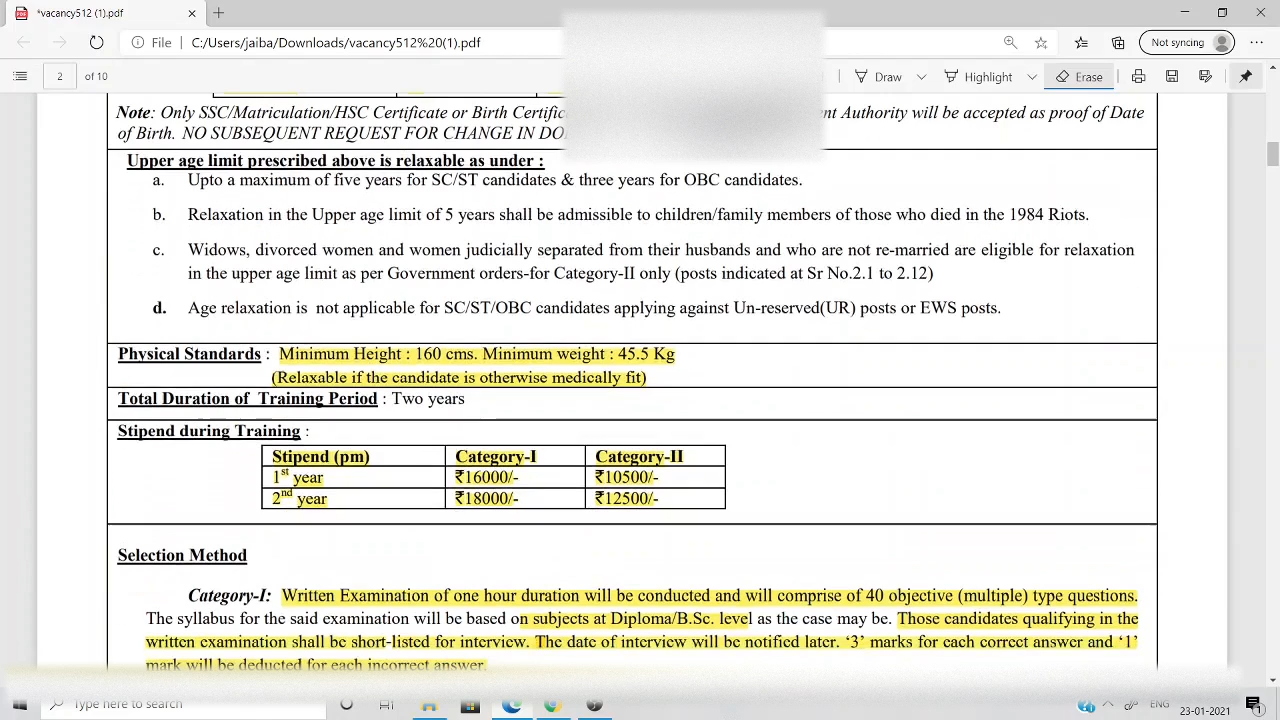 *vacancy512 (1).pdf
File C:/Users/jaiba/Downloads/vacancy512%20(1).pdf Not syncing
2 of 10 Draw Highlight Erase
Note: Only SSC/Matriculation/HSC Certificate or Birth nt Authority will be accepted as proof of Date
of Birth. NO SUBSEQUENT REQUEST FOR CHANGE IN
Upper age limit prescribed above is relaxable as under :
a. Upto a maximum of five years for SC/ST candidates & three years for OBC candidates.
b. Relaxation in the Upper age limit of 5 years shall be admissible to children/family members of those who died in the 1984 Riots.
c. Widows, divorced women and women judicially separated from their husbands and who are not re-married are eligible for relaxation
in the upper age limit as per Government orders-for Category-II only (posts indicated at Sr No.2.1 to 2.12)
d. Age relaxation is not applicable for SC/ST/OBC candidates applying against Un-reserved(UR) posts or EWS posts.
Physical Standards : Minimum Height : 160 cms. Minimum weight : 45.5 Kg
(Relaxable if the candidate is otherwise medically fit)
Total Duration of Training Period : Two years
Stipend during Training :
Stipend (pm) Category-I Category-II
1st year ₹16000/- ₹10500/-
2nd year ₹18000/- ₹12500/-
Selection Method
Category-I: Written Examination of one hour duration will be conducted and will comprise of 40 objective (multiple) type questions.
The syllabus for the said examination will be based on subjects at Diploma/B.Sc. level as the case may be. Those candidates qualifying in the
written examination shall be short-listed for interview. The date of interview will be notified later. ‘3’ marks for each correct answer and ‘1’
mark will be deducted for each incorrect answer.
Type here to search ENG 23-01-2021